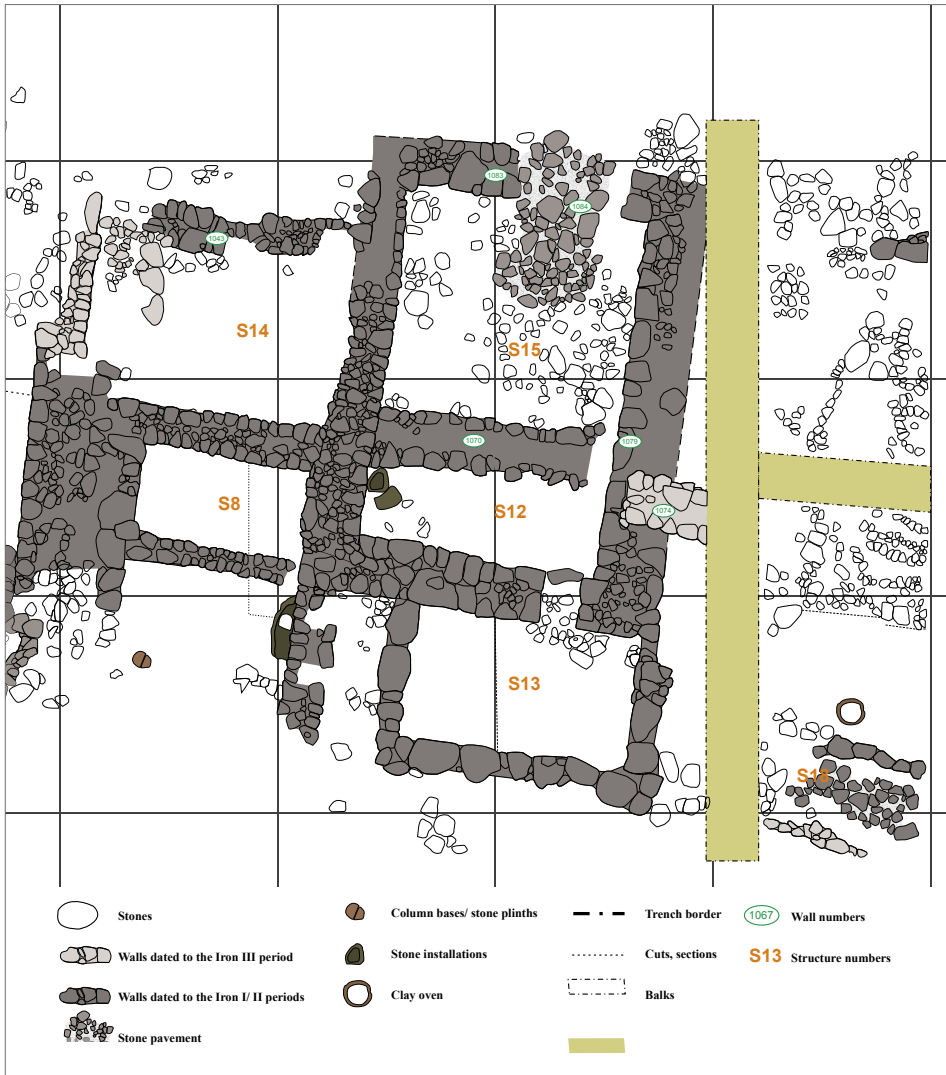 1083
1084
1043
S14
S15
1070
1079
S8
S12
1074
S13
S18
Stones
Column bases/ stone plinths
Trench border
1067
Wall numbers
Walls dated to the Iron III period
Stone installations
Cuts, sections
S13
Structure numbers
Walls dated to the Iron I/ II periods
Clay oven
Balks
Stone pavement